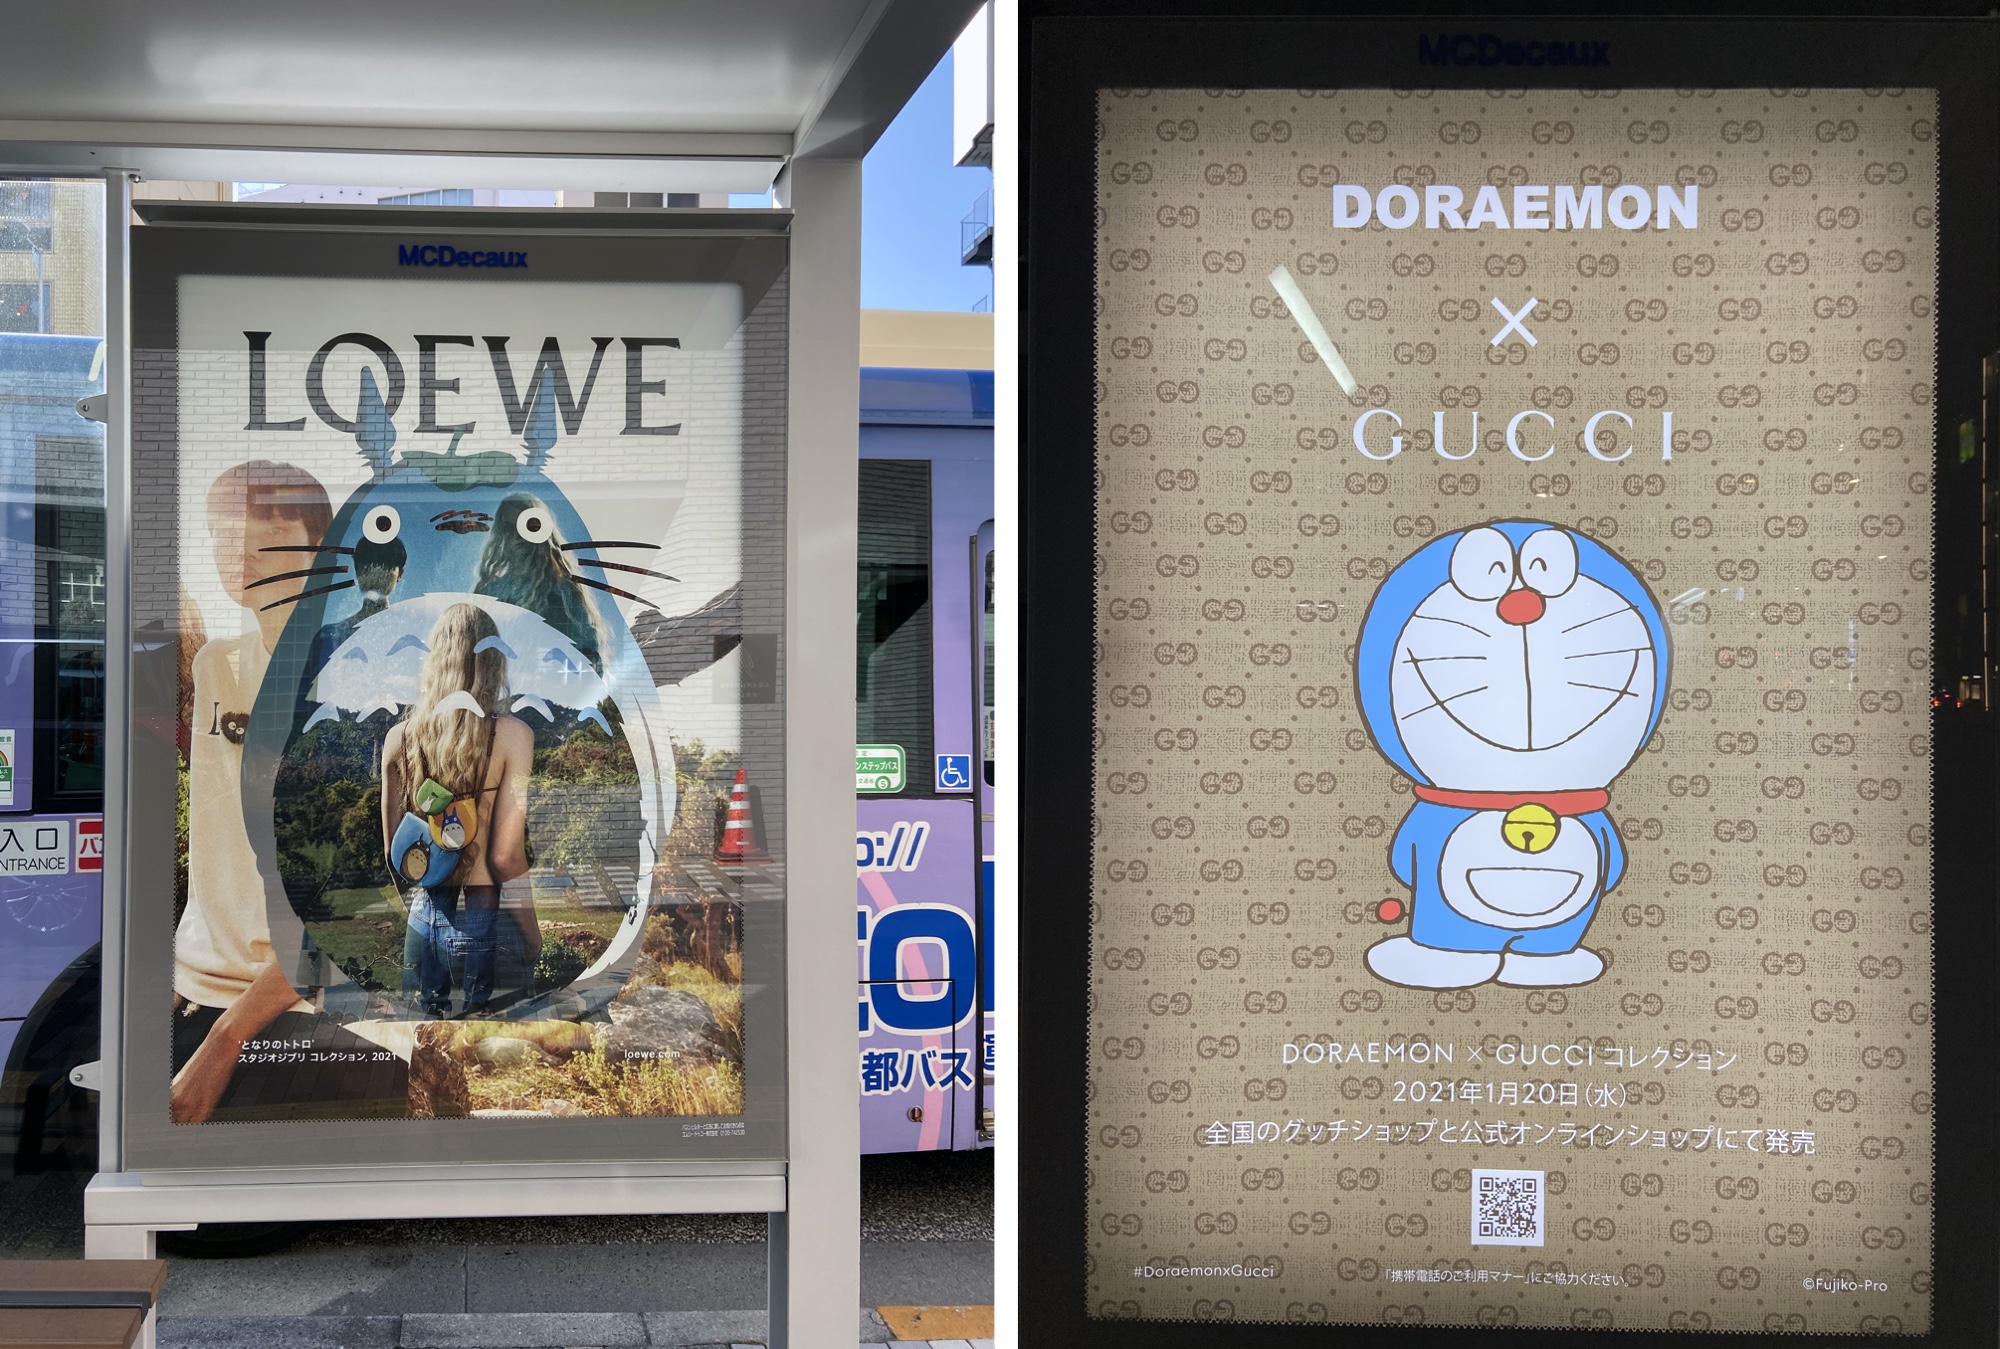 MCDecaux
LOEWE
L
'となりのトトロ'
スタジオジブリ コレクション, 2021
loewe.com
入口
ENTRANCE
都バス
MCDecaux
DORAEMON
×
GUCCI
DORAEMON × GUCCI コレクション
2021年1月20日(水)
全国のグッチショップと公式オンラインショップにて発売
#DoraemonxGucci
「携帯電話のご利用マナー」にご協力ください。
©Fujiko-Pro